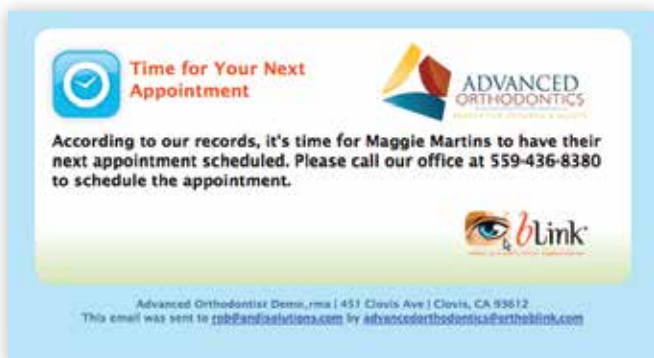 Time for Your Next
Appointment
ADVANCED
ORTHODONTICS
According to our records, it's time for Maggie Martins to have their
next appointment scheduled. Please call our office at 559-436-8380
to schedule the appointment.
bLink
Advanced Orthodontist Demo,rma | 451 Clovis Ave | Clovis, CA 93612
This email was sent to rob@andisolutions.com by advancedorthodontics@orthoblink.com